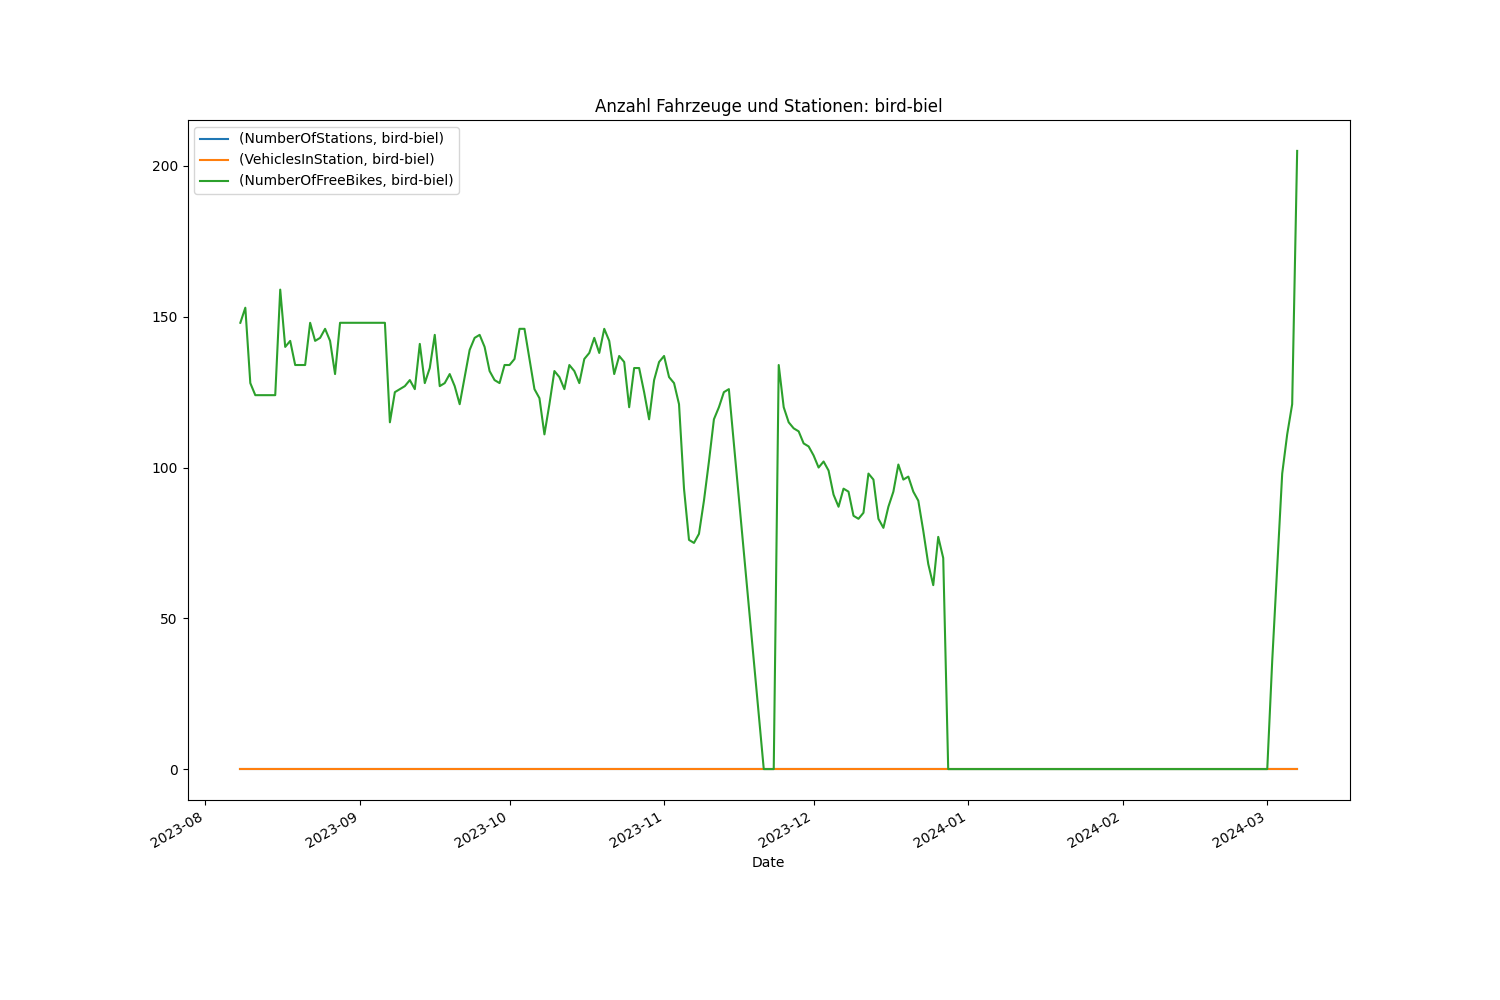 Anzahl Fahrzeuge und Stationen: bird-biel
(NumberOfStations, bird-biel)
(VehiclesInStation, bird-biel)
(NumberOfFreeBikes, bird-biel)
200
150
100
50
0
2023-08
2023-09
2023-10
2023-11
2023-12
2024-01
2024-02
2024-03
Date